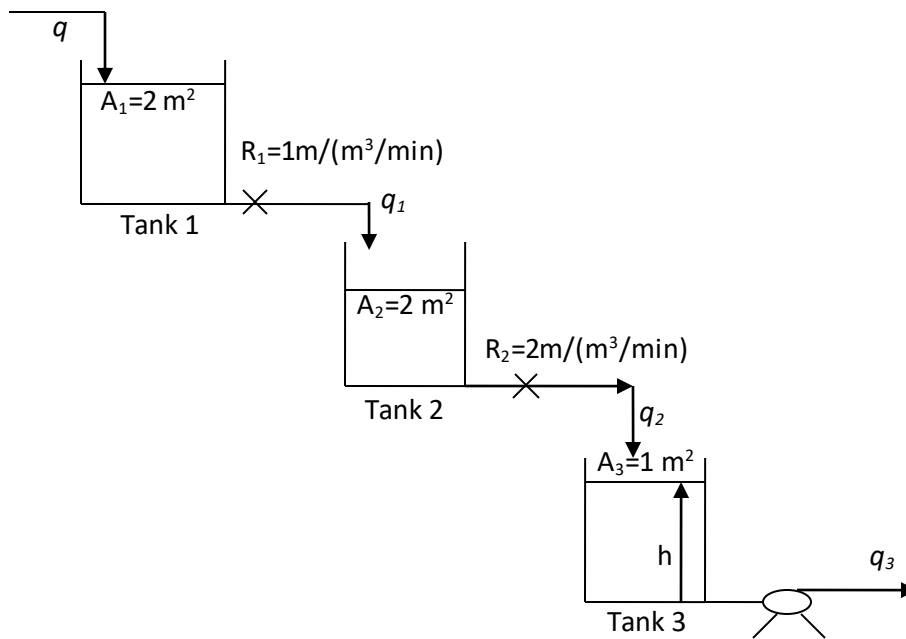 q
A₁=2 m²
R₁=1m/(m³/min)
q₁
Tank 1
A₂=2 m²
R₂=2m/(m³/min)
Tank 2
q₂
A₃=1 m²
h
q₃
Tank 3